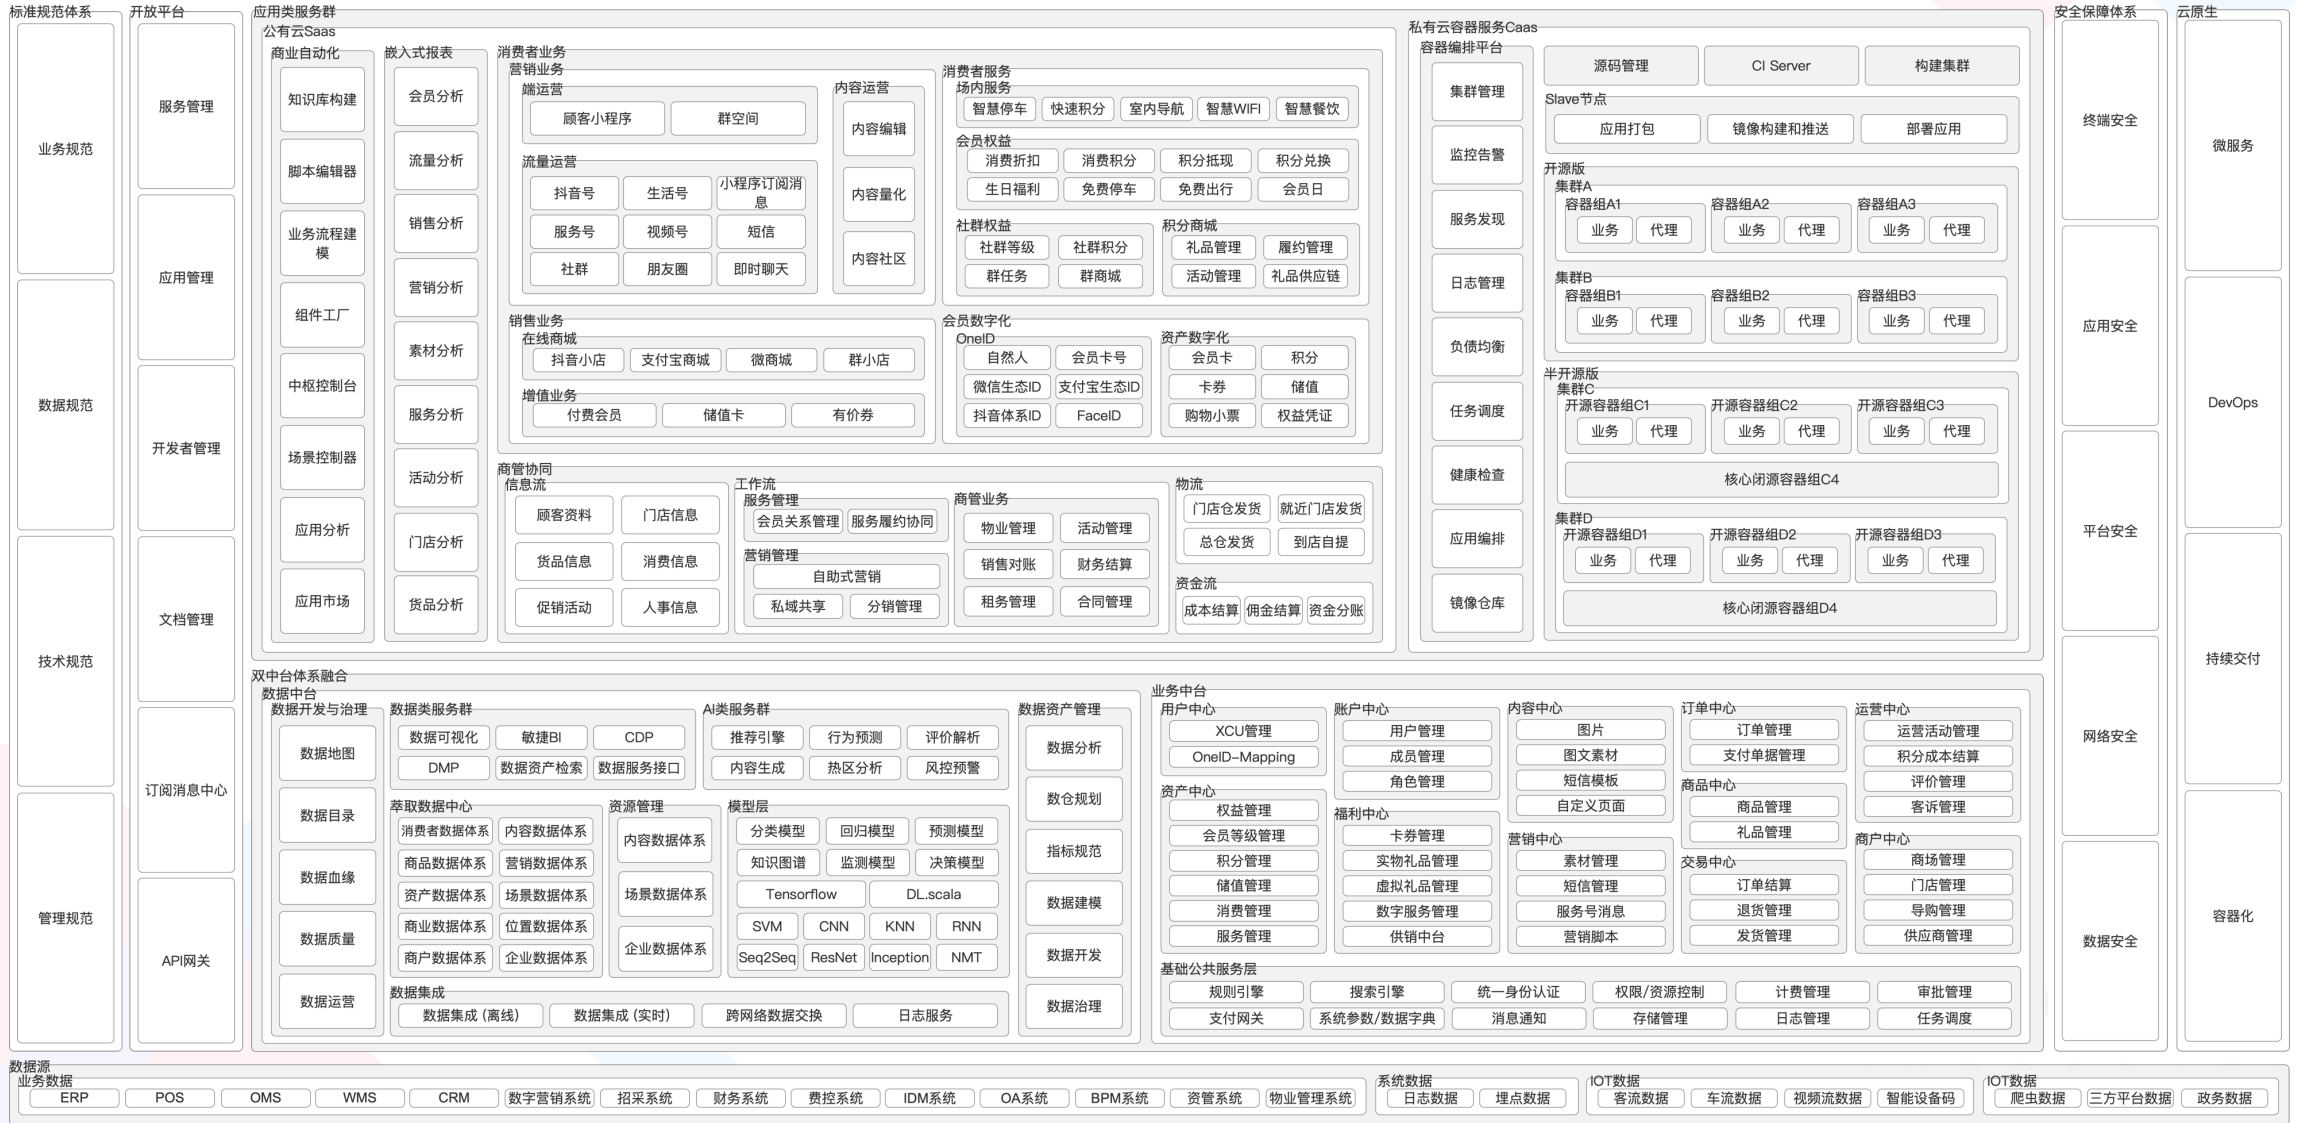 标准规范体系
业务规范
数据规范
技术规范
管理规范
开放平台
服务管理
应用管理
开发者管理
文档管理
订阅消息中心
API网关
应用类服务群
公有云Saas
商业自动化
知识库构建
脚本编辑器
业务流程建
模
组件工厂
中枢控制台
场景控制器
应用分析
应用市场
嵌入式报表
会员分析
流量分析
销售分析
营销分析
素材分析
服务分析
活动分析
门店分析
货品分析
消费者业务
营销业务
端运营
顾客小程序
群空间
流量运营
抖音号
生活号
小程序订阅消
息
服务号
视频号
短信
社群
朋友圈
即时聊天
内容运营
内容编辑
内容量化
内容社区
消费者服务
场内服务
智慧停车
快速积分
室内导航
智慧WIFI
智慧餐饮
会员权益
消费折扣
消费积分
积分抵现
积分兑换
生日福利
免费停车
免费出行
会员日
社群权益
社群等级
社群积分
群任务
群商城
积分商城
礼品管理
履约管理
活动管理
礼品供应链
销售业务
在线商城
抖音小店
支付宝商城
微商城
群小店
增值业务
付费会员
储值卡
有价券
会员数字化
OneID
自然人
会员卡号
微信生态ID
支付宝生态ID
抖音体系ID
FaceID
资产数字化
会员卡
积分
卡券
储值
购物小票
权益凭证
商管协同
信息流
顾客资料
门店信息
货品信息
消费信息
促销活动
人事信息
工作流
服务管理
会员关系管理
服务履约协同
营销管理
自助式营销
私域共享
分销管理
商管业务
物业管理
活动管理
销售对账
财务结算
租务管理
合同管理
物流
门店仓发货
就近门店发货
总仓发货
到店自提
资金流
成本结算
佣金结算
资金分账
私有云容器服务Caas
容器编排平台
集群管理
监控告警
服务发现
日志管理
负债均衡
任务调度
健康检查
应用编排
镜像仓库
源码管理
CI Server
构建集群
Slave节点
应用打包
镜像构建和推送
部署应用
开源版
集群A
容器组A1
业务
代理
容器组A2
业务
代理
容器组A3
业务
代理
集群B
容器组B1
业务
代理
容器组B2
业务
代理
容器组B3
业务
代理
半开源版
集群C
开源容器组C1
业务
代理
开源容器组C2
业务
代理
开源容器组C3
业务
代理
核心闭源容器组C4
集群D
开源容器组D1
业务
代理
开源容器组D2
业务
代理
开源容器组D3
业务
代理
核心闭源容器组D4
双中台体系融合
数据中台
数据开发与治理
数据地图
数据目录
数据血缘
数据质量
数据运营
数据类服务群
数据可视化
敏捷BI
CDP
DMP
数据资产检索
数据服务接口
AI类服务群
推荐引擎
行为预测
评价解析
内容生成
热区分析
风控预警
萃取数据中心
消费者数据体系
内容数据体系
商品数据体系
营销数据体系
资产数据体系
场景数据体系
商业数据体系
位置数据体系
商户数据体系
企业数据体系
资源管理
内容数据体系
场景数据体系
企业数据体系
模型层
分类模型
回归模型
预测模型
知识图谱
监测模型
决策模型
Tensorflow
DL.scala
SVM
CNN
KNN
RNN
Seq2Seq
ResNet
Inception
NMT
数据集成
数据集成 (离线)
数据集成 (实时)
跨网络数据交换
日志服务
数据资产管理
数据分析
数仓规划
指标规范
数据建模
数据开发
数据治理
业务中台
用户中心
XCU管理
OneID-Mapping
资产中心
权益管理
会员等级管理
积分管理
储值管理
消费管理
服务管理
账户中心
用户管理
成员管理
角色管理
福利中心
卡券管理
实物礼品管理
虚拟礼品管理
数字服务管理
供销中台
内容中心
图片
图文素材
短信模板
自定义页面
营销中心
素材管理
短信管理
服务号消息
营销脚本
订单中心
订单管理
支付单据管理
商品中心
商品管理
礼品管理
交易中心
订单结算
退货管理
发货管理
运营中心
运营活动管理
积分成本结算
评价管理
客诉管理
商户中心
商场管理
门店管理
导购管理
供应商管理
基础公共服务层
规则引擎
搜索引擎
统一身份认证
权限/资源控制
计费管理
审批管理
支付网关
系统参数/数据字典
消息通知
存储管理
日志管理
任务调度
安全保障体系
终端安全
应用安全
平台安全
网络安全
数据安全
云原生
微服务
DevOps
持续交付
容器化
数据源
业务数据
ERP
POS
OMS
WMS
CRM
数字营销系统
招采系统
财务系统
费控系统
IDM系统
OA系统
BPM系统
资管系统
物业管理系统
系统数据
日志数据
埋点数据
IOT数据
客流数据
车流数据
视频流数据
智能设备码
IOT数据
爬虫数据
三方平台数据
政务数据